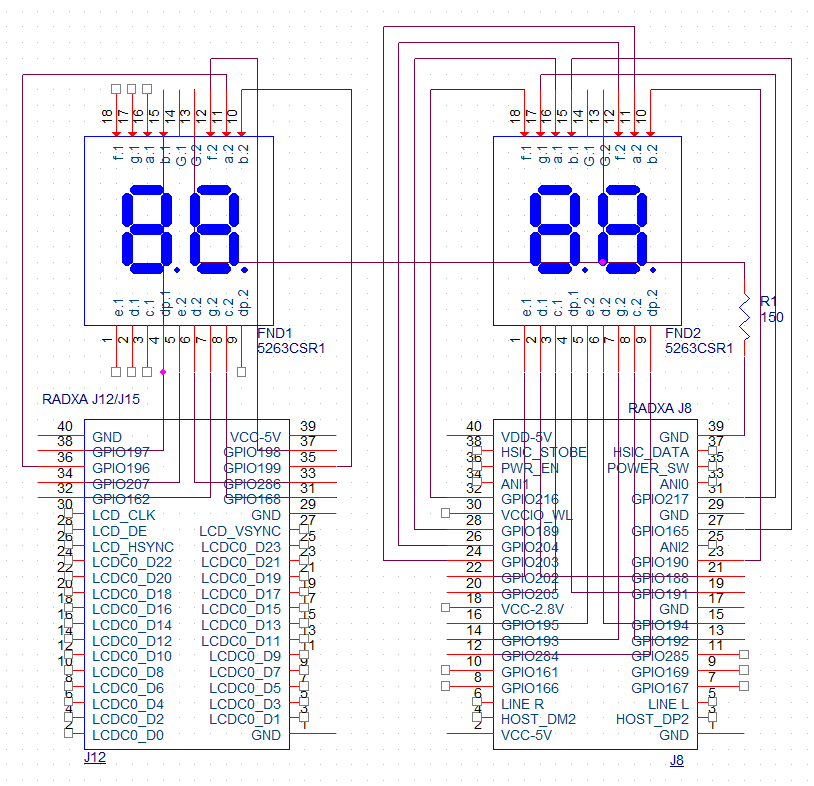 18 17 16 15 14 13 12 11 10
f.1 g.1 a.1 b.1 G.1 G.2 f.2 a.2 b.2
e.1 d.1 c.1 dp.1 e.2 d.2 g.2 c.2 dp.2
1 2 3 4 5 6 7 8 9
FND1
5263CSR1
18 17 16 15 14 13 12 11 10
f.1 g.1 a.1 b.1 G.1 G.2 f.2 a.2 b.2
e.1 d.1 c.1 dp.1 e.2 d.2 g.2 c.2 dp.2
1 2 3 4 5 6 7 8 9
FND2
5263CSR1
R1
150
RADXA J12/J15
40 GND VCC-5V 39
38 GPIO197 GPIO198 37
36 GPIO196 GPIO199 35
34 GPIO207 GPIO286 33
32 GPIO162 GPIO168 31
30 LCD_CLK GND 29
28 LCD_DE LCD_VSYNC 27
26 LCD_HSYNC LCDC0_D23 25
24 LCDC0_D22 LCDC0_D21 23
22 LCDC0_D20 LCDC0_D19 21
20 LCDC0_D18 LCDC0_D17 19
18 LCDC0_D16 LCDC0_D15 17
16 LCDC0_D14 LCDC0_D13 15
14 LCDC0_D12 LCDC0_D11 13
12 LCDC0_D10 LCDC0_D9 11
10 LCDC0_D8 LCDC0_D7 9
8 LCDC0_D6 LCDC0_D5 7
6 LCDC0_D4 LCDC0_D3 5
4 LCDC0_D2 LCDC0_D1 3
2 LCDC0_D0 GND 1
J12
RADXA J8
40 VDD-5V GND 39
38 HSIC_STOBE HSIC_DATA 37
36 PWR_EN POWER_SW 35
34 ANI1 ANI0 33
32 GPIO216 GPIO217 31
30 VCCIO_WL GND 29
28 GPIO189 GPIO165 27
26 GPIO204 ANI2 25
24 GPIO203 GPIO190 23
22 GPIO202 GPIO188 21
20 GPIO205 GPIO191 19
18 VCC-2.8V GND 17
16 GPIO195 GPIO194 15
14 GPIO193 GPIO192 13
12 GPIO284 GPIO285 11
10 GPIO161 GPIO169 9
8 GPIO166 GPIO167 7
6 LINE R LINE L 5
4 HOST_DM2 HOST_DP2 3
2 VCC-5V GND 1
J8